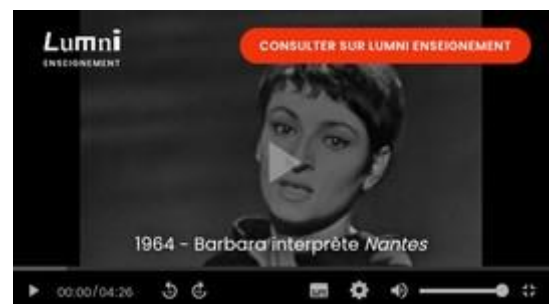 Lumni
ENSEIGNEMENT
CONSULTER SUR LUMNI ENSEIGNEMENT
1964 - Barbara interprète Nantes
00:00/04:26